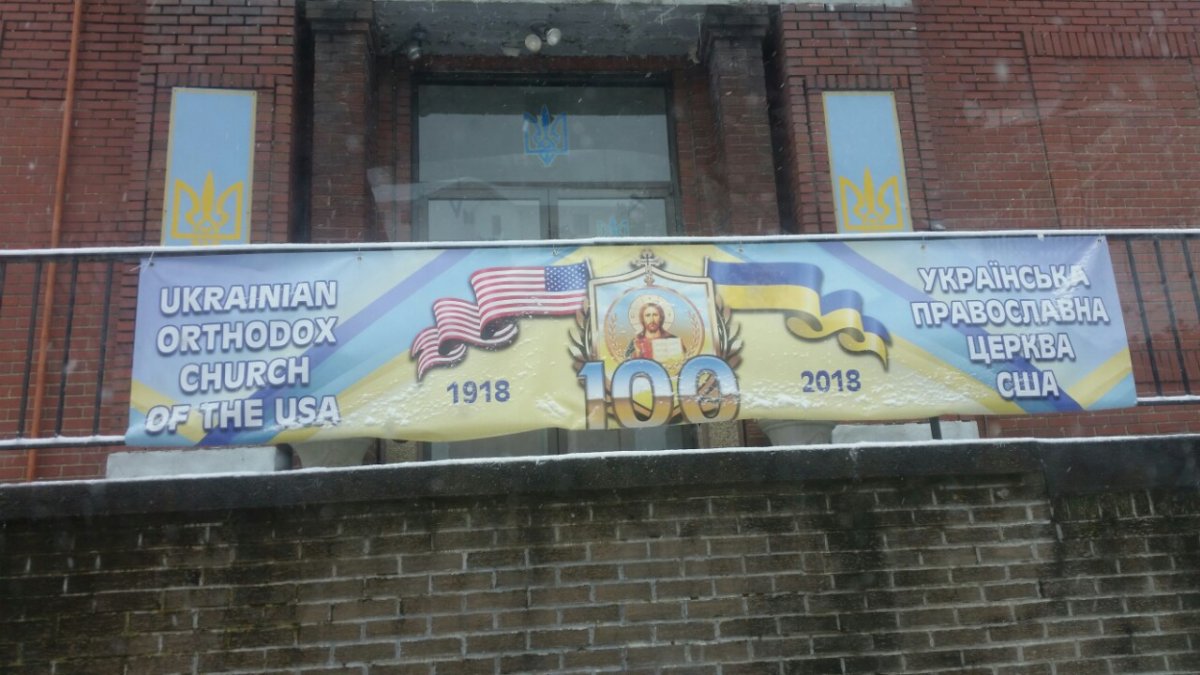 UKRAINIAN
ORTHODOX
CHURCH
OF THE USA
1918
100
2018
УКРАЇНСЬКА
ПРАВОСЛАВНА
ЦЕРКВА
США